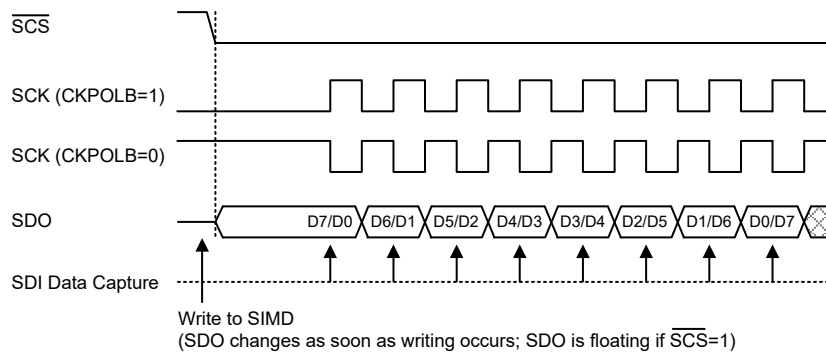 SCS
SCK (CKPOLB=1)
SCK (CKPOLB=0)
SDO D7/D0 D6/D1 D5/D2 D4/D3 D3/D4 D2/D5 D1/D6 D0/D7
SDI Data Capture
Write to SIMD
(SDO changes as soon as writing occurs; SDO is floating if SCS=1)